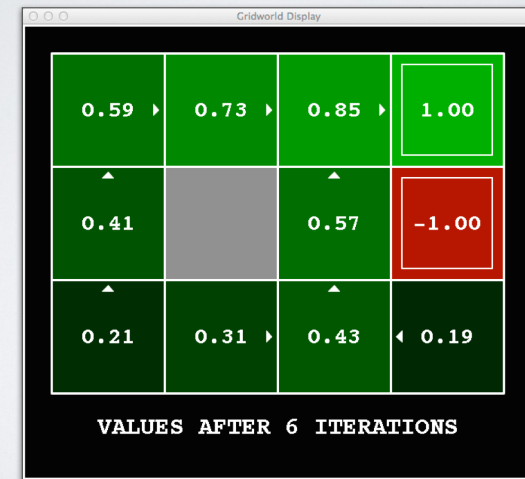 Gridworld Display
0.59 0.73 0.85 1.00
0.41 0.57 -1.00
0.21 0.31 0.43 0.19
VALUES AFTER 6 ITERATIONS